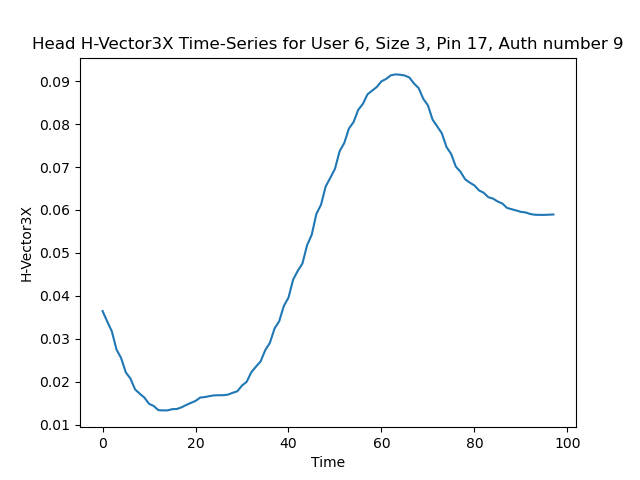 Head H-Vector3X Time-Series for User 6, Size 3, Pin 17, Auth number 9
0.09
0.08
0.07
0.06
0.05
0.04
0.03
0.02
0.01
H-Vector3X
0 20 40 60 80 100
Time